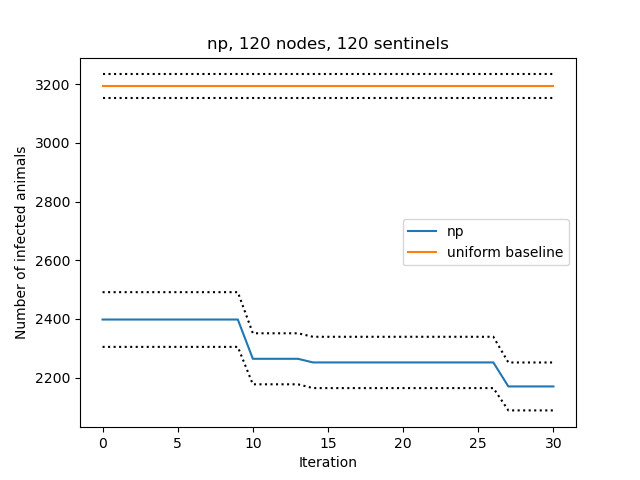 np, 120 nodes, 120 sentinels
3200
3000
2800
2600
2400
2200
Number of infected animals
np
uniform baseline
0 5 10 15 20 25 30
Iteration